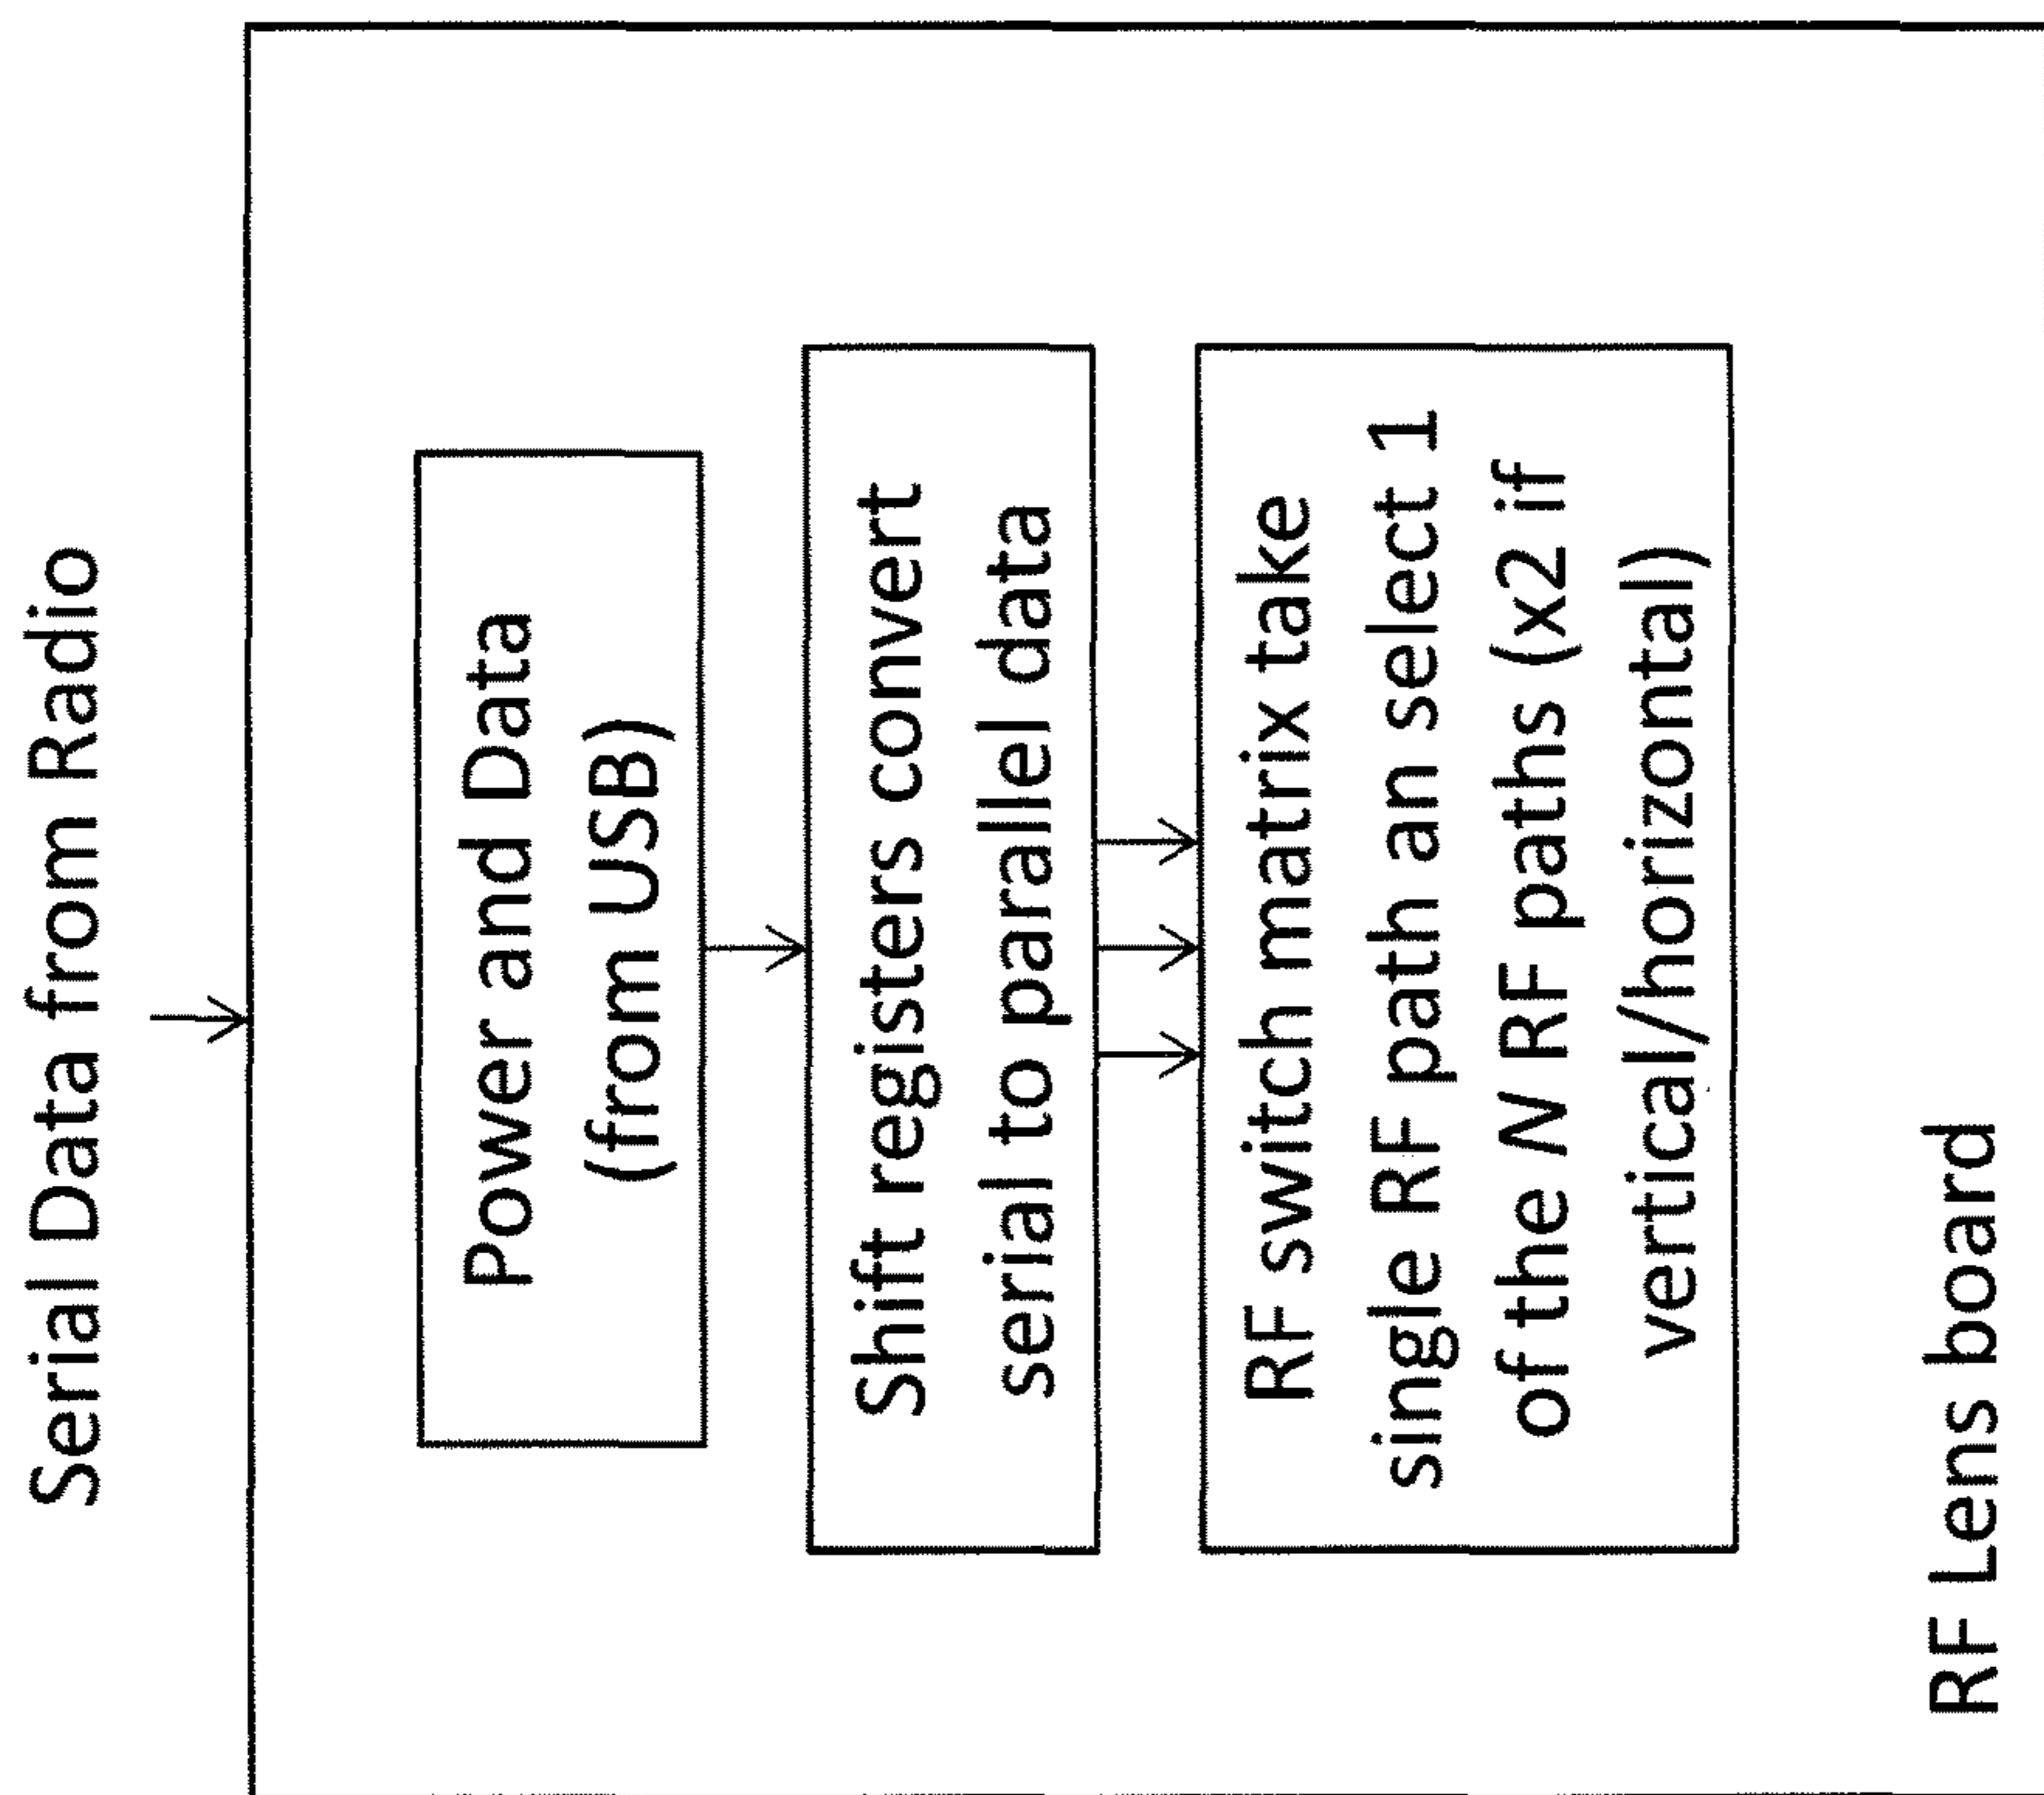 Serial Data from Radio
Power and Data
(from USB)
Shift registers convert
serial to parallel data
RF switch matrix take
single RF path an select 1
of the N RF paths (x2 if
vertical/horizontal)
RF Lens board